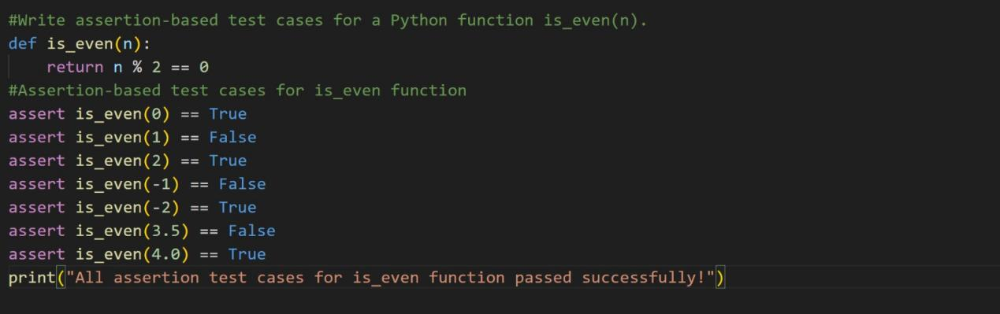 #Write assertion-based test cases for a Python function is_even(n).
def is_even(n):
    return n % 2 == 0
#Assertion-based test cases for is_even function
assert is_even(0) == True
assert is_even(1) == False
assert is_even(2) == True
assert is_even(-1) == False
assert is_even(-2) == True
assert is_even(3.5) == False
assert is_even(4.0) == True
print("All assertion test cases for is_even function passed successfully!")